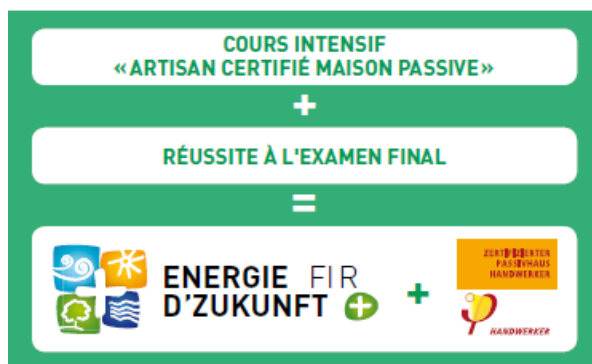 COURS INTENSIF
«ARTISAN CERTIFIÉ MAISON PASSIVE»
+
RÉUSSITE À L'EXAMEN FINAL
=
ENERGIE FIR
D'ZUKUNFT +
+
ZERTIFIZIERTER
PASSIVHAUS
HANDWERKER
HANDWERKER